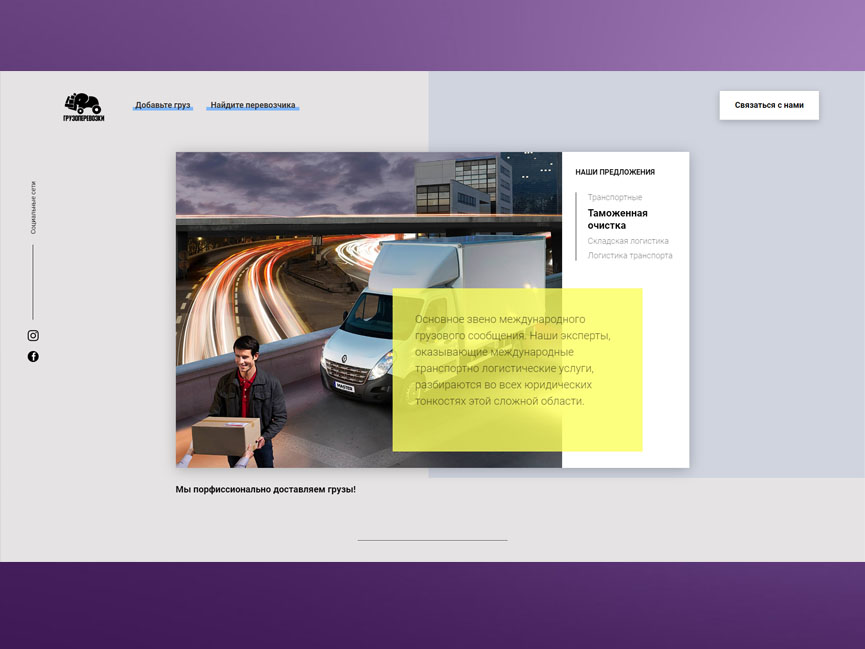 ГРУЗОПЕРЕВОЗКИ
Добавьте груз
Найдите перевозчика
Связаться с нами
Социальные сети
НАШИ ПРЕДЛОЖЕНИЯ
Транспортные
Таможенная
очистка
Складская логистика
Логистика транспорта
Основное звено международного
грузового сообщения. Наши эксперты,
оказывающие международные
транспортно логистические услуги,
разбираются во всех юридических
тонкостях этой сложной области.
MASTER
Мы порфиссионально доставляем грузы!